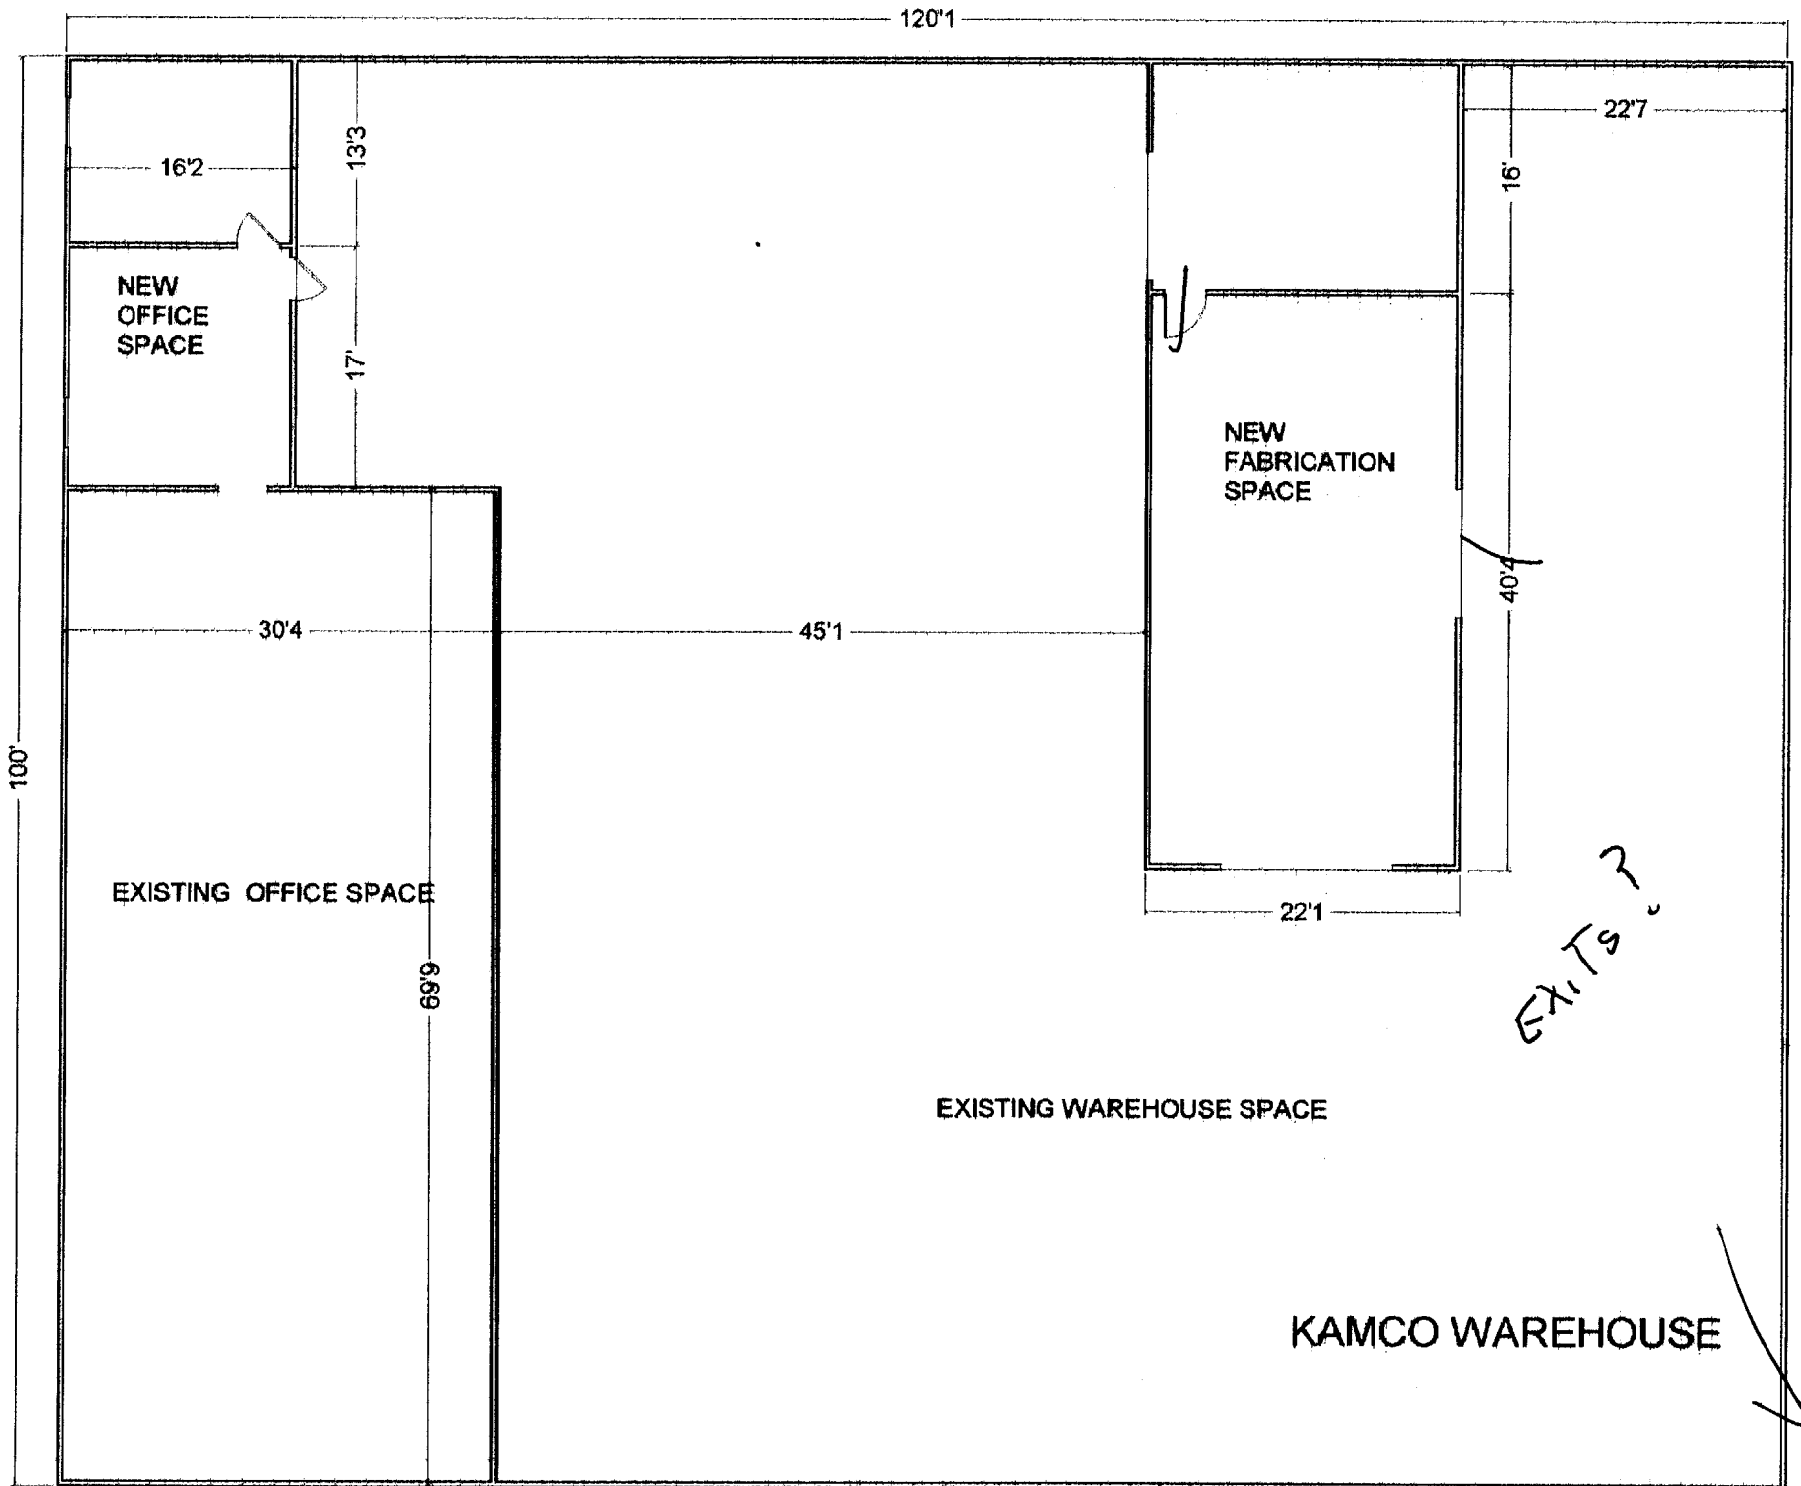 120'1
22'7
13'3
16'
16'2
NEW
OFFICE
SPACE
17'
NEW
FABRICATION
SPACE
40'4
30'4
45'1
100'
EXISTING OFFICE SPACE
22'1
EXITS ?
69'9
EXISTING WAREHOUSE SPACE
KAMCO WAREHOUSE